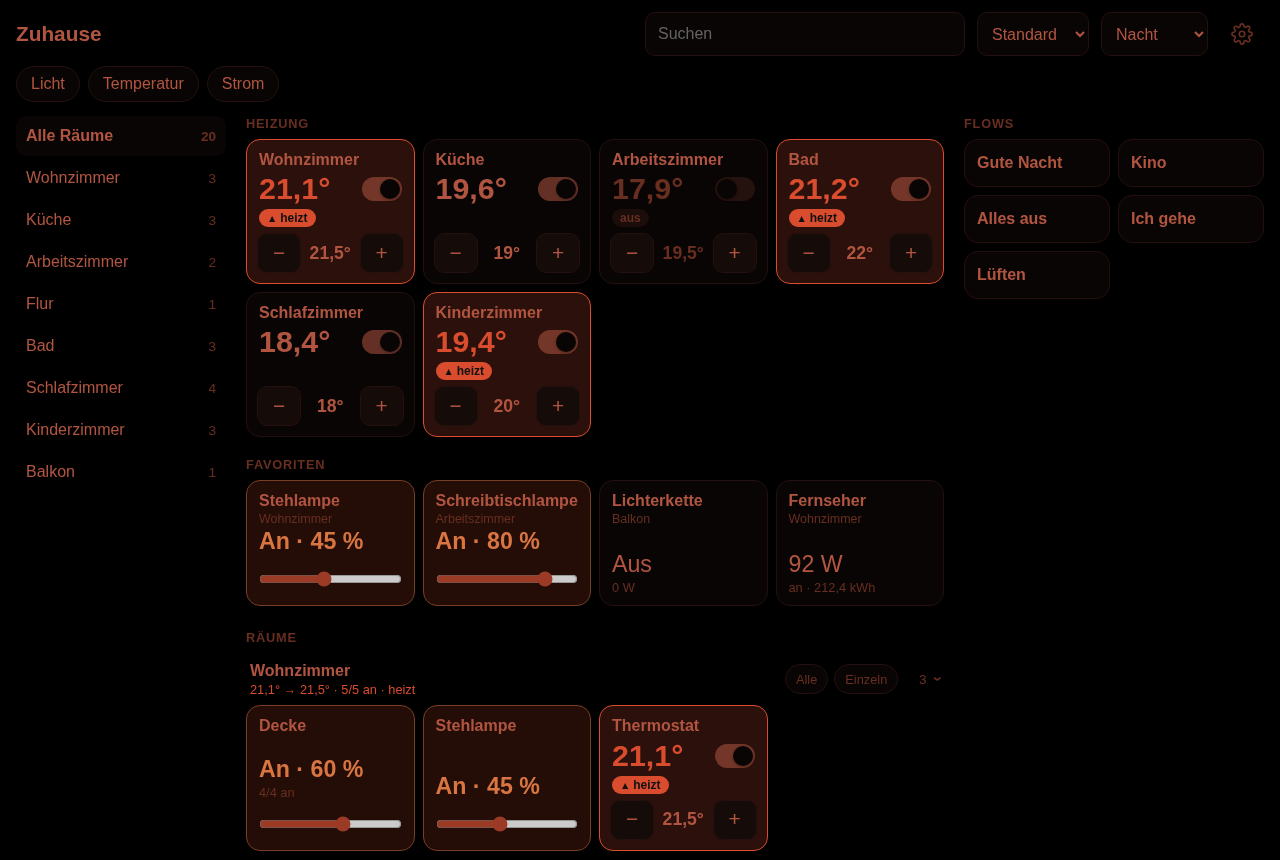 Zuhause
Suchen
Standard
Nacht
Licht
Temperatur
Strom
Alle Räume 20
Wohnzimmer 3
Küche 3
Arbeitszimmer 2
Flur 1
Bad 3
Schlafzimmer 4
Kinderzimmer 3
Balkon 1
HEIZUNG
Wohnzimmer
21,1°
▲ heizt
− 21,5° +
Küche
19,6°
− 19° +
Arbeitszimmer
17,9°
aus
− 19,5° +
Bad
21,2°
▲ heizt
− 22° +
Schlafzimmer
18,4°
− 18° +
Kinderzimmer
19,4°
▲ heizt
− 20° +
FAVORITEN
Stehlampe
Wohnzimmer
An · 45 %
Schreibtischlampe
Arbeitszimmer
An · 80 %
Lichterkette
Balkon
Aus
0 W
Fernseher
Wohnzimmer
92 W
an · 212,4 kWh
RÄUME
Wohnzimmer
21,1° → 21,5° · 5/5 an · heizt
Alle
Einzeln
3
Decke
An · 60 %
4/4 an
Stehlampe
An · 45 %
Thermostat
21,1°
▲ heizt
− 21,5° +
FLOWS
Gute Nacht
Kino
Alles aus
Ich gehe
Lüften